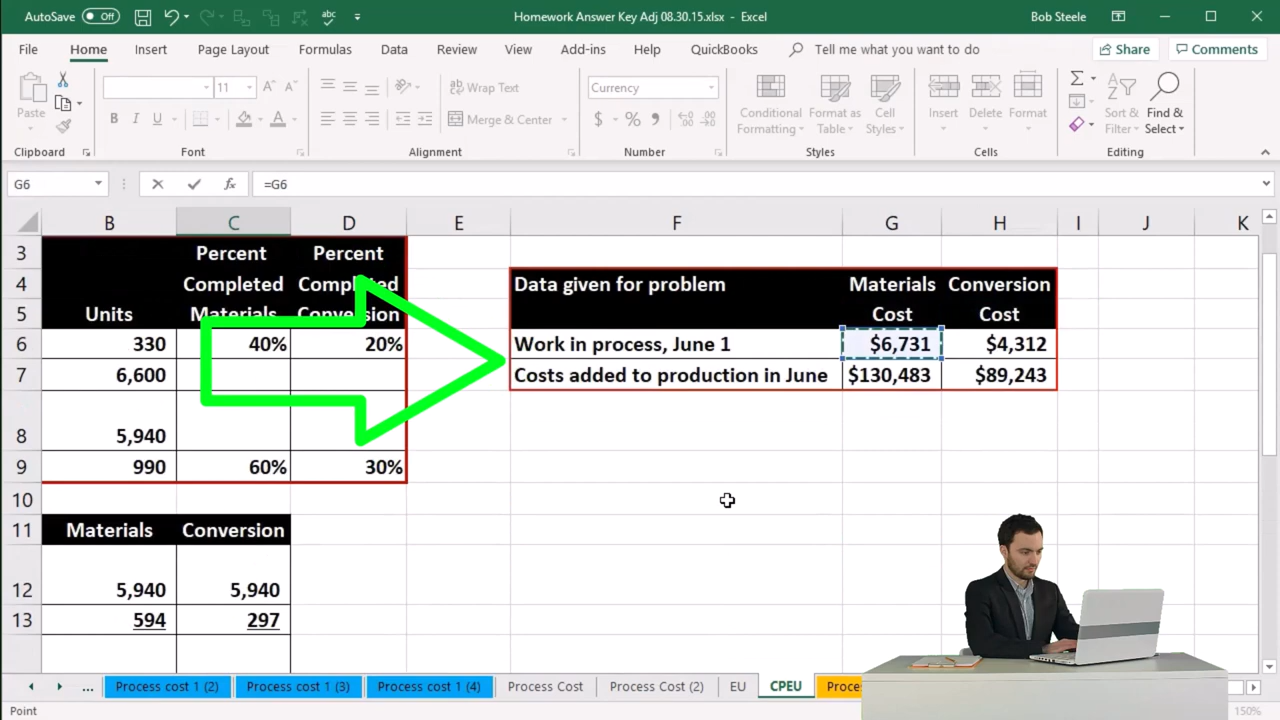 AutoSave Off Homework Answer Key Adj 08.30.15.xlsx - Excel Bob Steele
File Home Insert Page Layout Formulas Data Review View Add-ins Help QuickBooks Tell me what you want to do Share Comments
Paste 11 Wrap Text Currency Conditional Format as Cell Insert Delete Format Sort & Find &
B I U Merge & Center $ % Formatting Table Styles Filter Select
Clipboard Font Alignment Number Styles Cells Editing
G6 fx =G6
B C D E F G H I J K
3 Percent Percent
4 Completed Completed Data given for problem Materials Conversion
5 Units Materials Conversion Cost Cost
6 330 40% 20% Work in process, June 1 $6,731 $4,312
7 6,600 Costs added to production in June $130,483 $89,243
8 5,940
9 990 60% 30%
10
11 Materials Conversion
12 5,940 5,940
13 594 297
... Process cost 1 (2) Process cost 1 (3) Process cost 1 (4) Process Cost Process Cost (2) EU CPEU
Point 150%